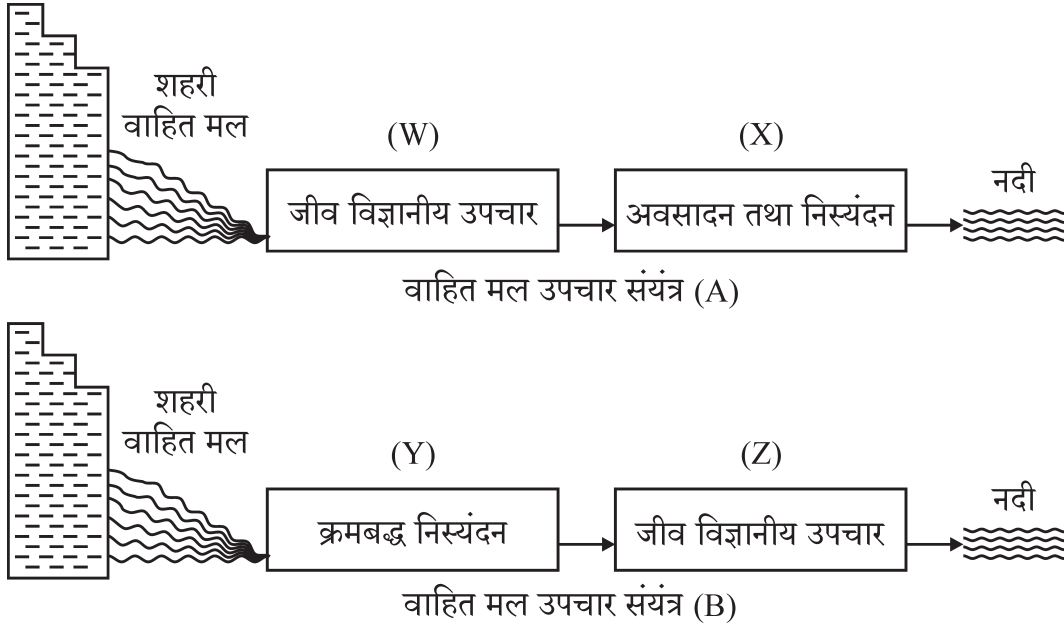 शहरी
वाहित मल
(W)
(X)
नदी
जीव विज्ञानीय उपचार
अवसादन तथा निस्यंदन
वाहित मल उपचार संयंत्र (A)
शहरी
वाहित मल
(Y)
(Z)
नदी
क्रमबद्ध निस्यंदन
जीव विज्ञानीय उपचार
वाहित मल उपचार संयंत्र (B)